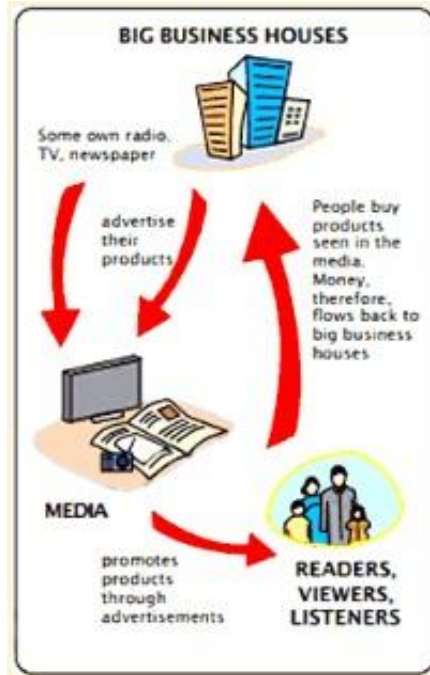 BIG BUSINESS HOUSES
Some own radio,
TV, newspaper
advertise
their
products
People buy
products
seen in the
media.
Money,
therefore,
flows back to
big business
houses
MEDIA
promotes
products
through
advertisements
READERS,
VIEWERS,
LISTENERS